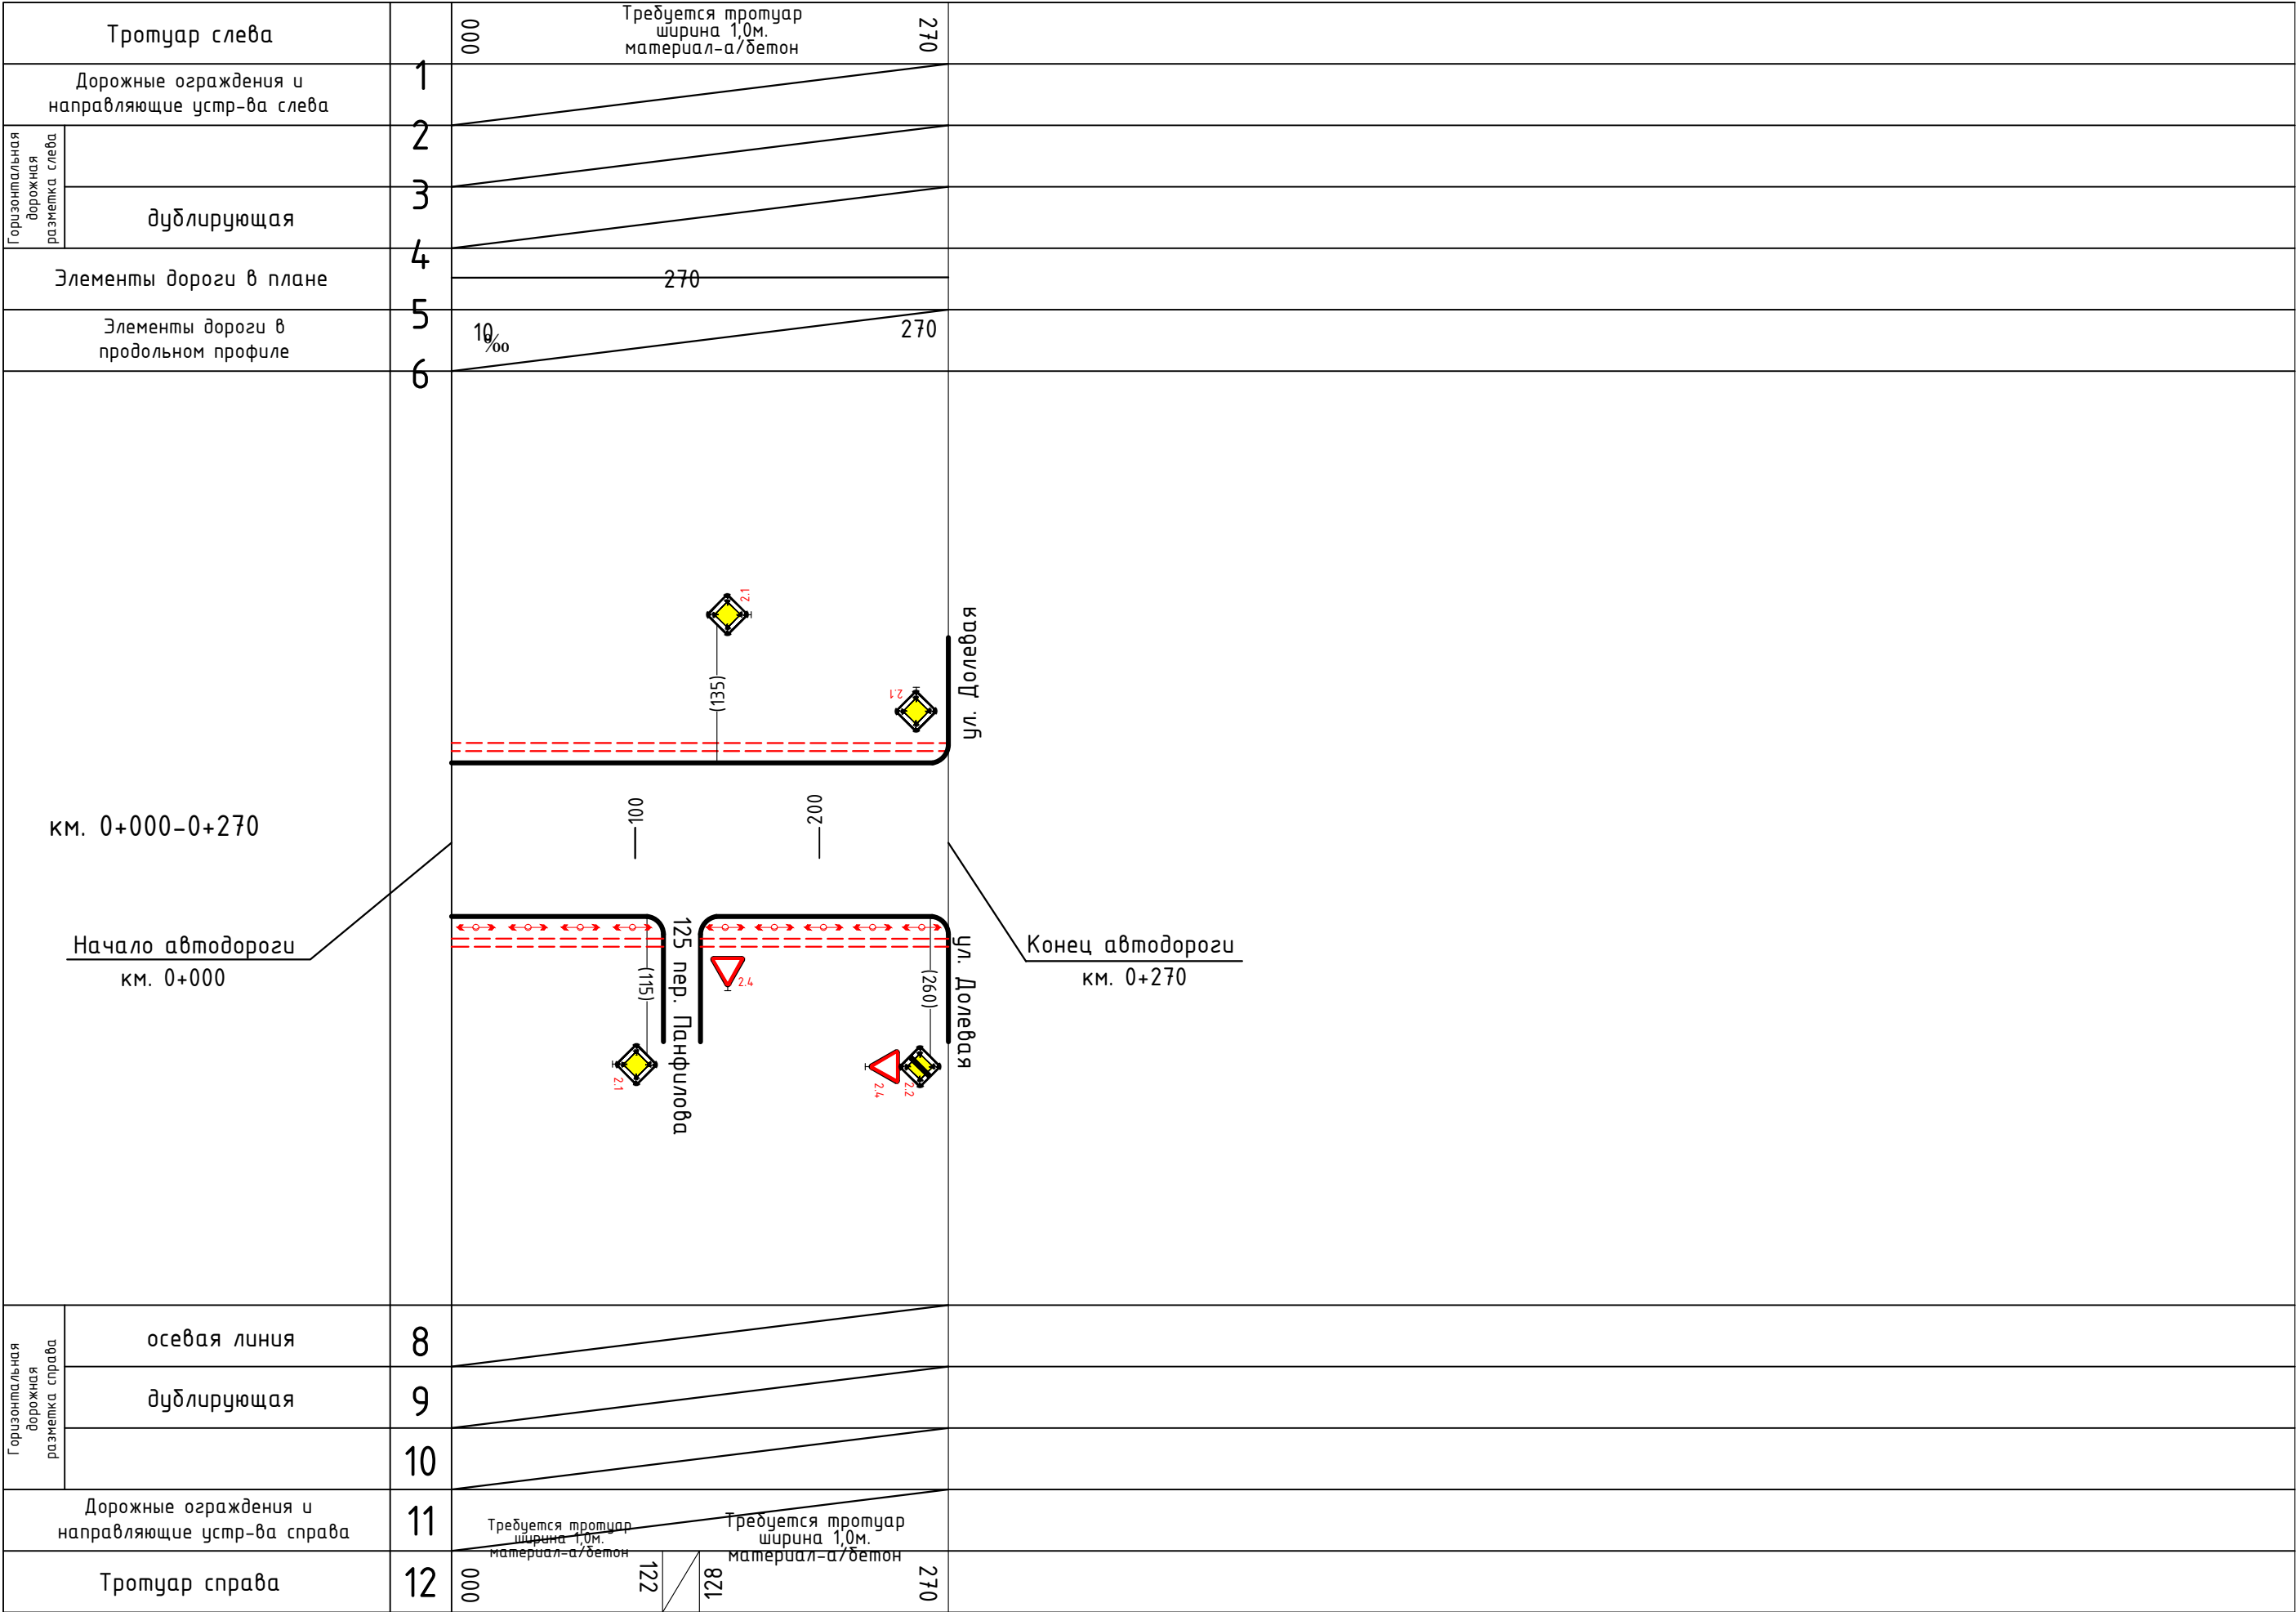 Тротуар слева
000
Требуется тротуар
ширина 1,0м.
материал-а/бетон
270
1
Дорожные ограждения и
направляющие устр-ва слева
2
Горизонтальная
дорожная
разметка слева
3
дублирующая
4
Элементы дороги в плане
270
5
Элементы дороги в
продольном профиле
10‰
270
6
2.1
(135)
2.1
ул. Долевая
км. 0+000-0+270
100
200
Начало автодороги
км. 0+000
Конец автодороги
км. 0+270
(115)
2.1
125 пер. Панфилова
2.4
(260)
2.4
2.2
ул. Долевая
Горизонтальная
дорожная
разметка справа
осевая линия
8
дублирующая
9
10
Дорожные ограждения и
направляющие устр-ва справа
11
Требуется тротуар
ширина 1,0м.
материал-а/бетон
Требуется тротуар
ширина 1,0м.
материал-а/бетон
Тротуар справа
12
000
122
128
270